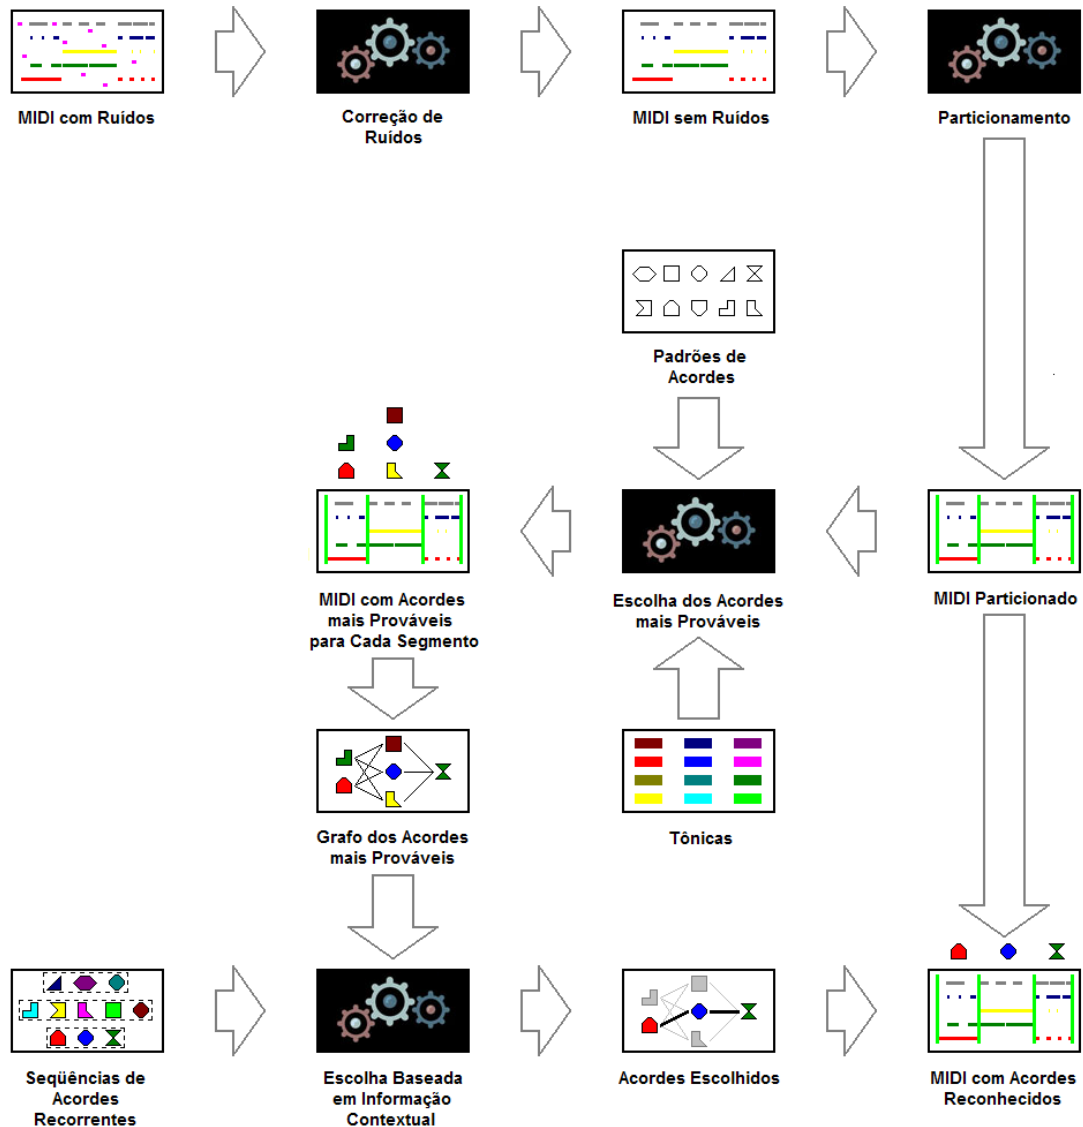 MIDI com Ruídos
Correção de
Ruídos
MIDI sem Ruídos
Particionamento
Padrões de
Acordes
MIDI com Acordes
mais Prováveis
para Cada Segmento
Escolha dos Acordes
mais Prováveis
MIDI Particionado
Grafo dos Acordes
mais Prováveis
Tônicas
Seqüências de
Acordes
Recorrentes
Escolha Baseada
em Informação
Contextual
Acordes Escolhidos
MIDI com Acordes
Reconhecidos